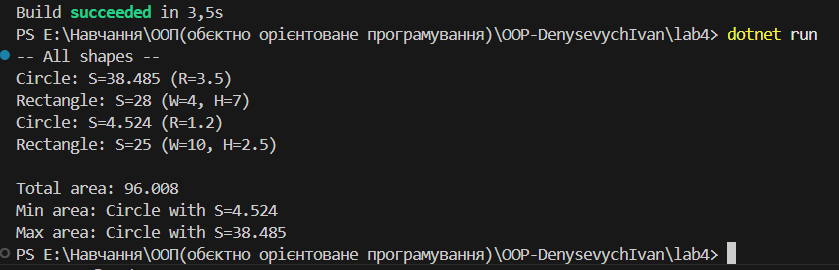 Build succeeded in 3,5s
PS E:\Навчання\ООП(обєктно орієнтоване програмування)\OOP-DenysevychIvan\lab4> dotnet run
-- All shapes --
Circle: S=38.485 (R=3.5)
Rectangle: S=28 (W=4, H=7)
Circle: S=4.524 (R=1.2)
Rectangle: S=25 (W=10, H=2.5)
Total area: 96.008
Min area: Circle with S=4.524
Max area: Circle with S=38.485
PS E:\Навчання\ООП(обєктно орієнтоване програмування)\OOP-DenysevychIvan\lab4>